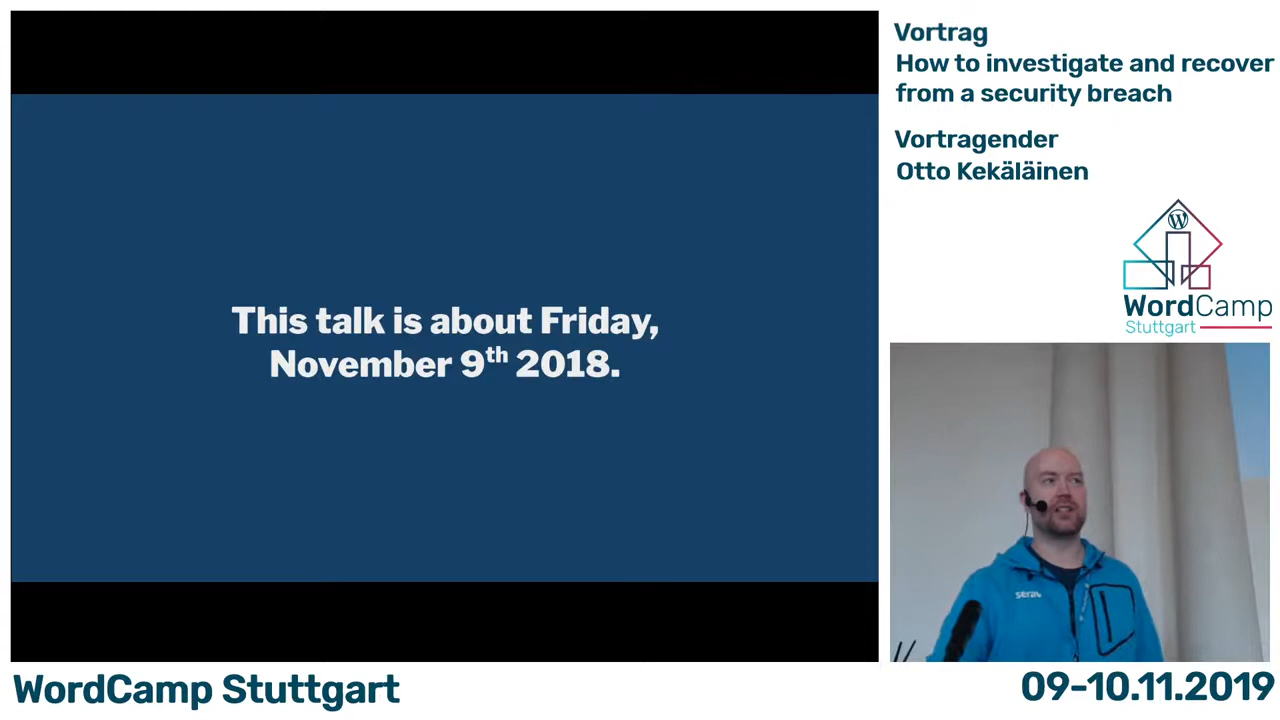 This talk is about Friday,
November 9th 2018.
Vortrag
How to investigate and recover
from a security breach
Vortragender
Otto Kekäläinen
WordCamp
Stuttgart
seravo
WordCamp Stuttgart
09-10.11.2019